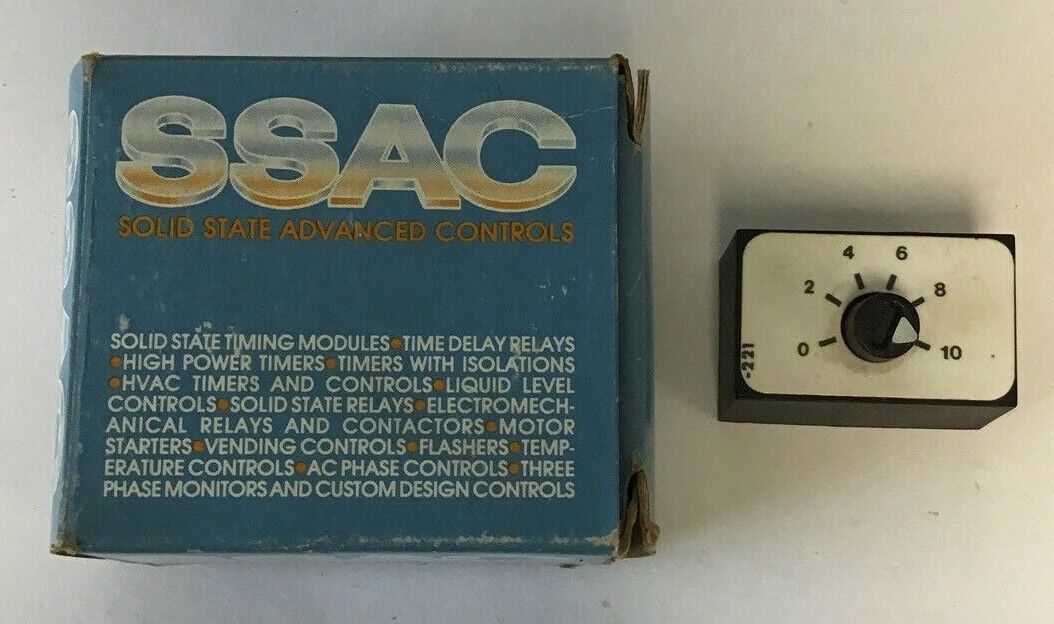 SSAC
SOLID STATE ADVANCED CONTROLS
SOLID STATE TIMING MODULES•TIME DELAY RELAYS
•HIGH POWER TIMERS•TIMERS WITH ISOLATIONS
•HVAC TIMERS AND CONTROLS•LIQUID LEVEL
CONTROLS•SOLID STATE RELAYS•ELECTROMECH-
ANICAL RELAYS AND CONTACTORS•MOTOR
STARTERS•VENDING CONTROLS•FLASHERS•TEMP-
ERATURE CONTROLS•AC PHASE CONTROLS•THREE
PHASE MONITORS AND CUSTOM DESIGN CONTROLS
0 2 4 6 8 10
-221